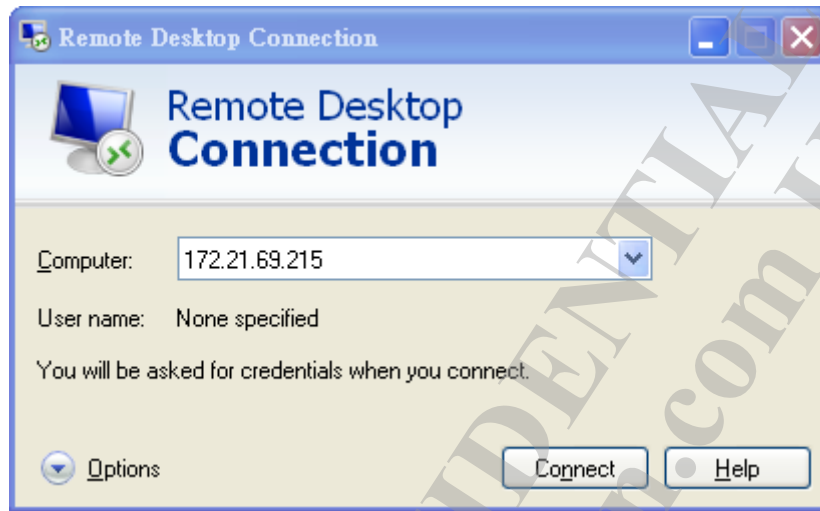 Remote Desktop Connection
Remote Desktop
Connection
Computer: 172.21.69.215
User name: None specified
You will be asked for credentials when you connect.
Options Connect Help